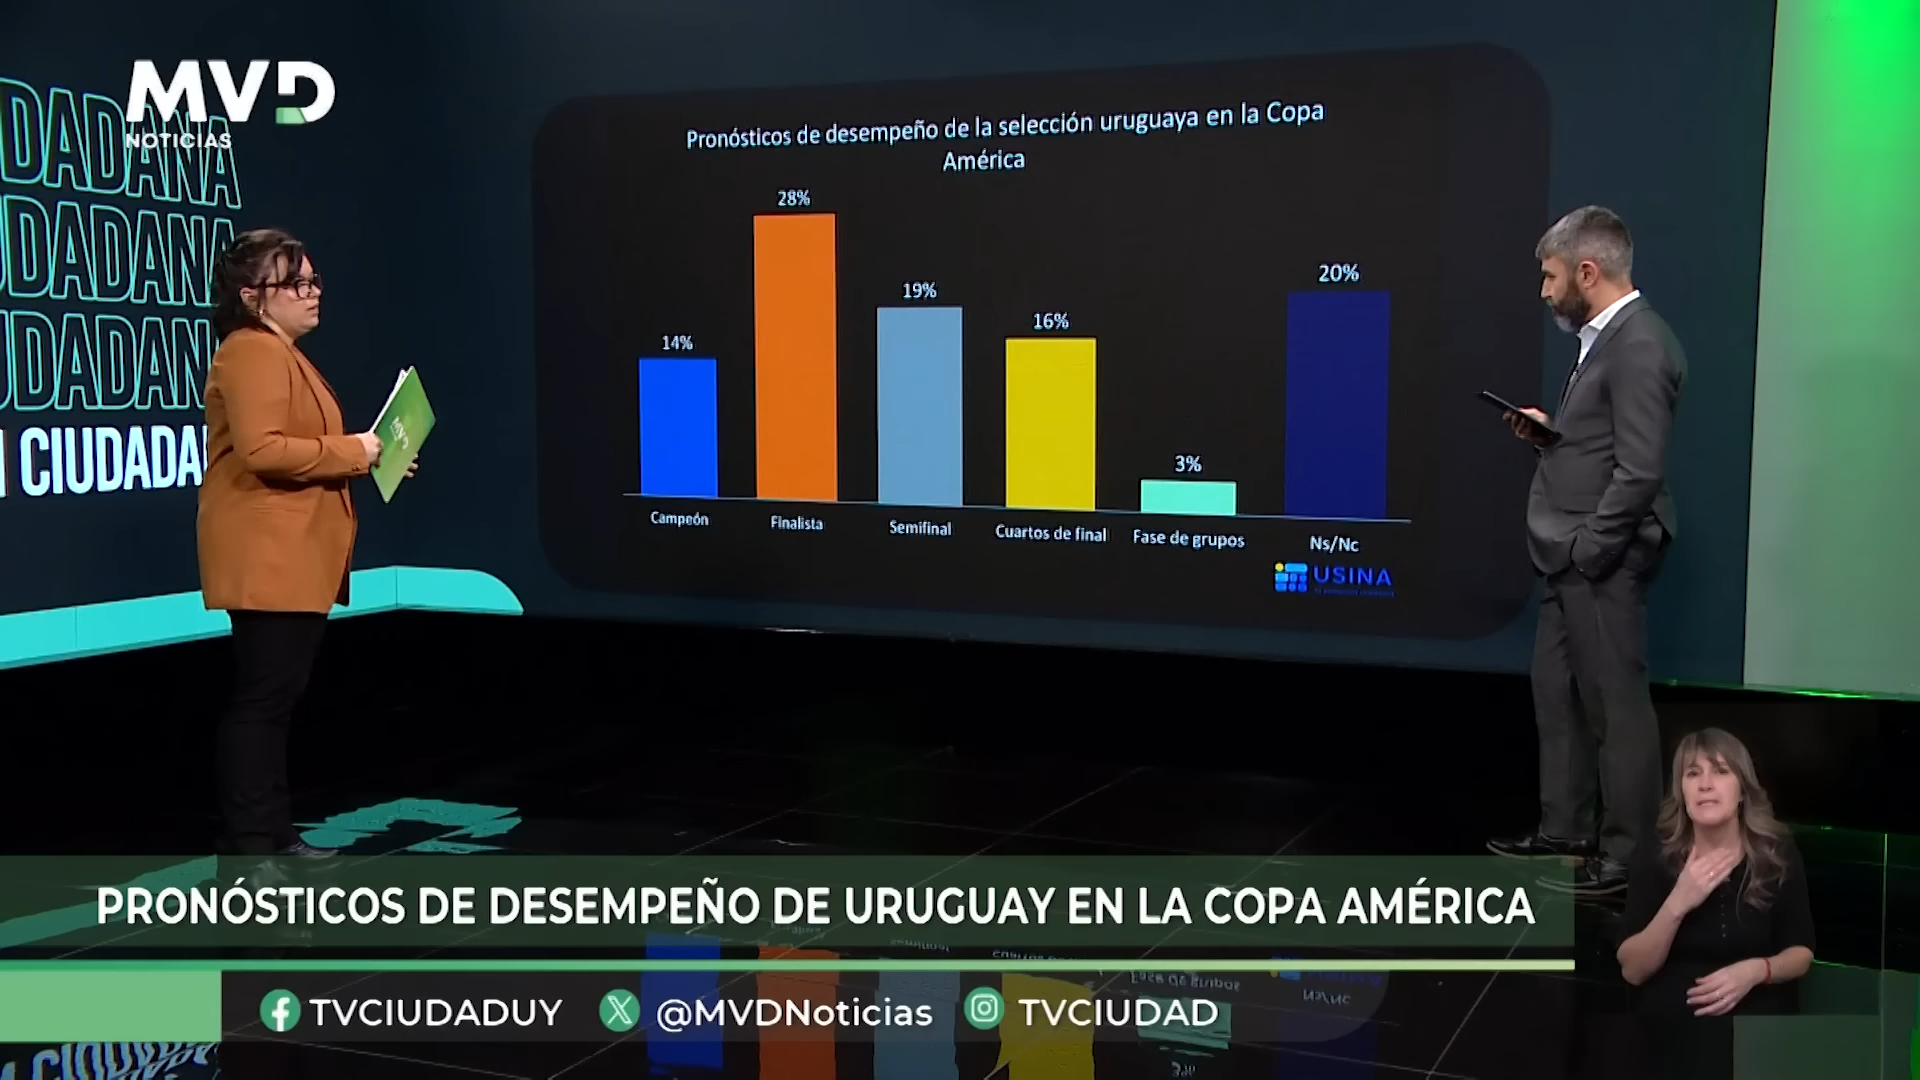 MVD
NOTICIAS
DADANA
DADANA
UDADAN
CIUDADA
MVD
Pronósticos de desempeño de la selección uruguaya en la Copa
América
28%
20%
19%
16%
14%
3%
Campeón
Finalista
Semifinal
Cuartos de final
Fase de grupos
Ns/Nc
USINA
PRONÓSTICOS DE DESEMPEÑO DE URUGUAY EN LA COPA AMÉRICA
TVCIUDADUY
@MVDNoticias
TVCIUDAD